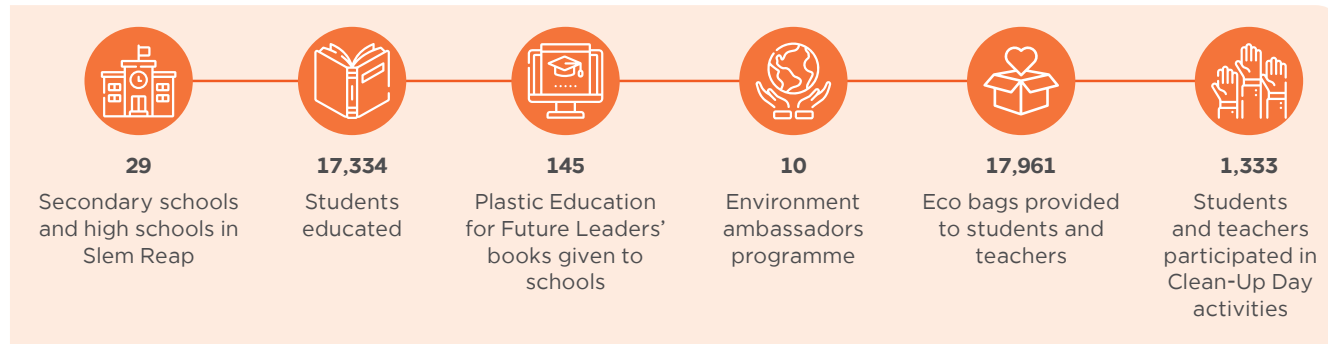 29
Secondary schools
and high schools in
Slem Reap
17,334
Students
educated
145
Plastic Education
for Future Leaders'
books given to
schools
10
Environment
ambassadors
programme
17,961
Eco bags provided
to students and
teachers
1,333
Students
and teachers
participated in
Clean-Up Day
activities